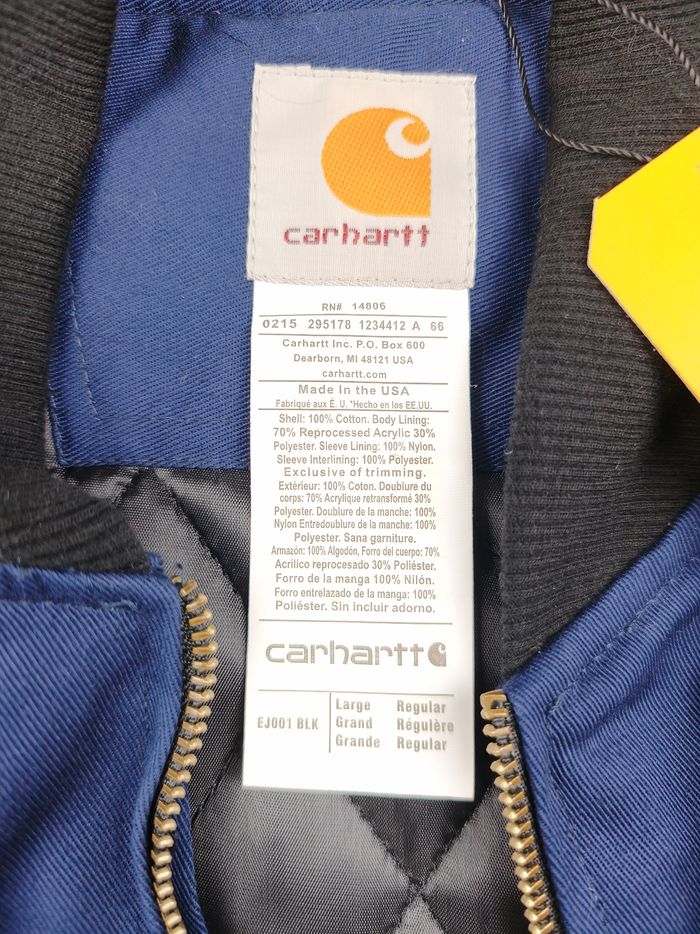 carhartt
RN# 14806
0215 295178 1234412 A 66
Carhartt Inc. P.O. Box 600
Dearborn, MI 48121 USA
carhartt.com
Made In the USA
Fabriqué aux É. U. *Hecho en los EE.UU.
Shell: 100% Cotton. Body Lining:
70% Reprocessed Acrylic 30%
Polyester. Sleeve Lining: 100% Nylon.
Sleeve Interlining: 100% Polyester.
Exclusive of trimming.
Extérieur: 100% Coton. Doublure du
corps: 70% Acrylique retransformé 30%
Polyester. Doublure de la manche: 100%
Nylon Entredoublure de la manche: 100%
Polyester. Sana garniture.
Armazón: 100% Algodón, Forro del cuerpo: 70%
Acrílico reprocesado 30% Poliéster.
Forro de la manga 100% Nilón.
Forro entrelazado de la manga: 100%
Poliéster. Sin incluir adorno.
carhartt
EJ001 BLK
Large Regular
Grand Régulère
Grande Regular